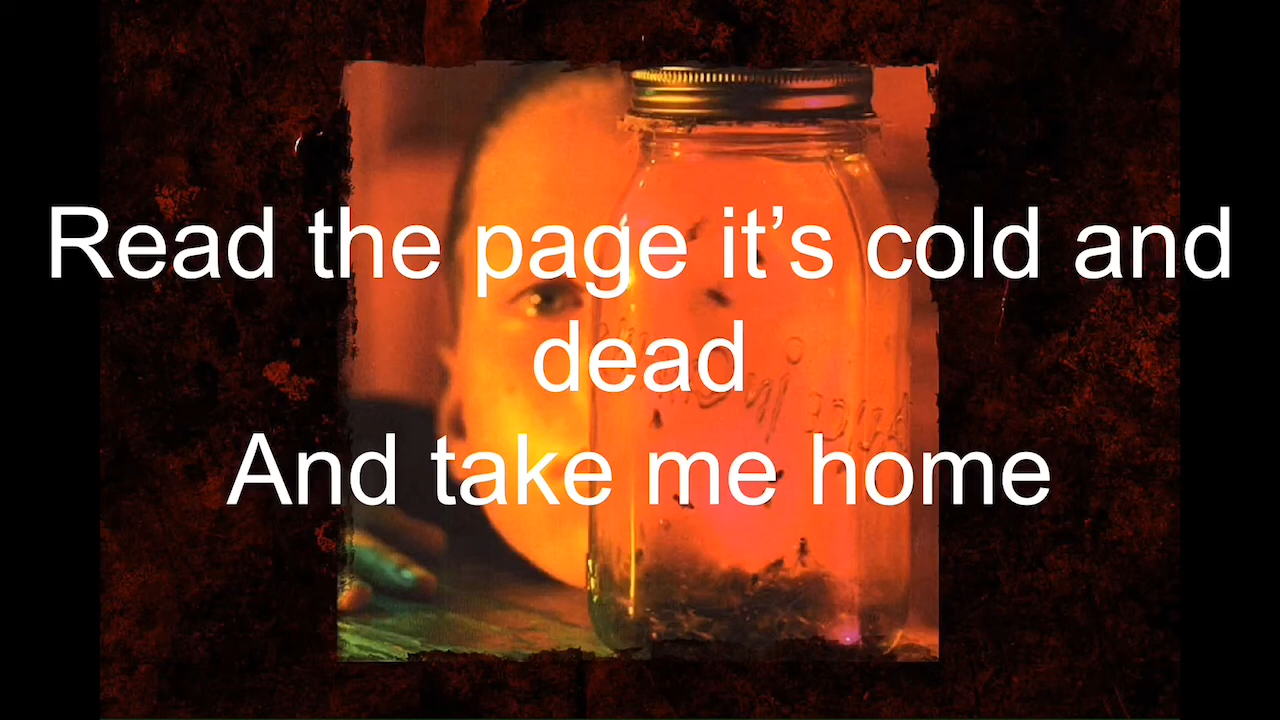 Read the page it’s cold and
dead
And take me home